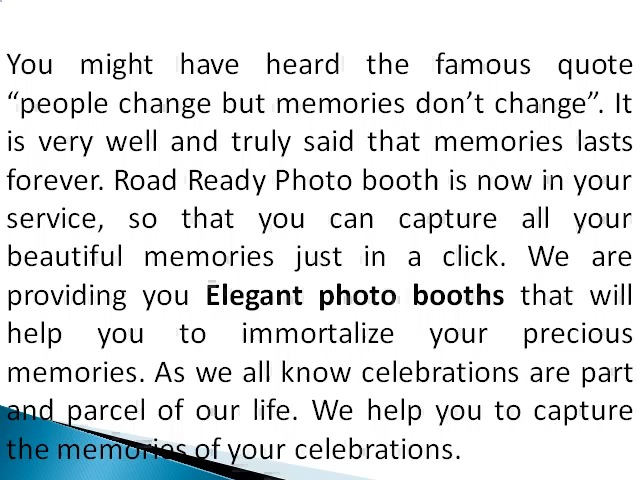 You might have heard the famous quote
“people change but memories don’t change”. It
is very well and truly said that memories lasts
forever. Road Ready Photo booth is now in your
service, so that you can capture all your
beautiful memories just in a click. We are
providing you Elegant photo booths that will
help you to immortalize your precious
memories. As we all know celebrations are part
and parcel of our life. We help you to capture
the memories of your celebrations.